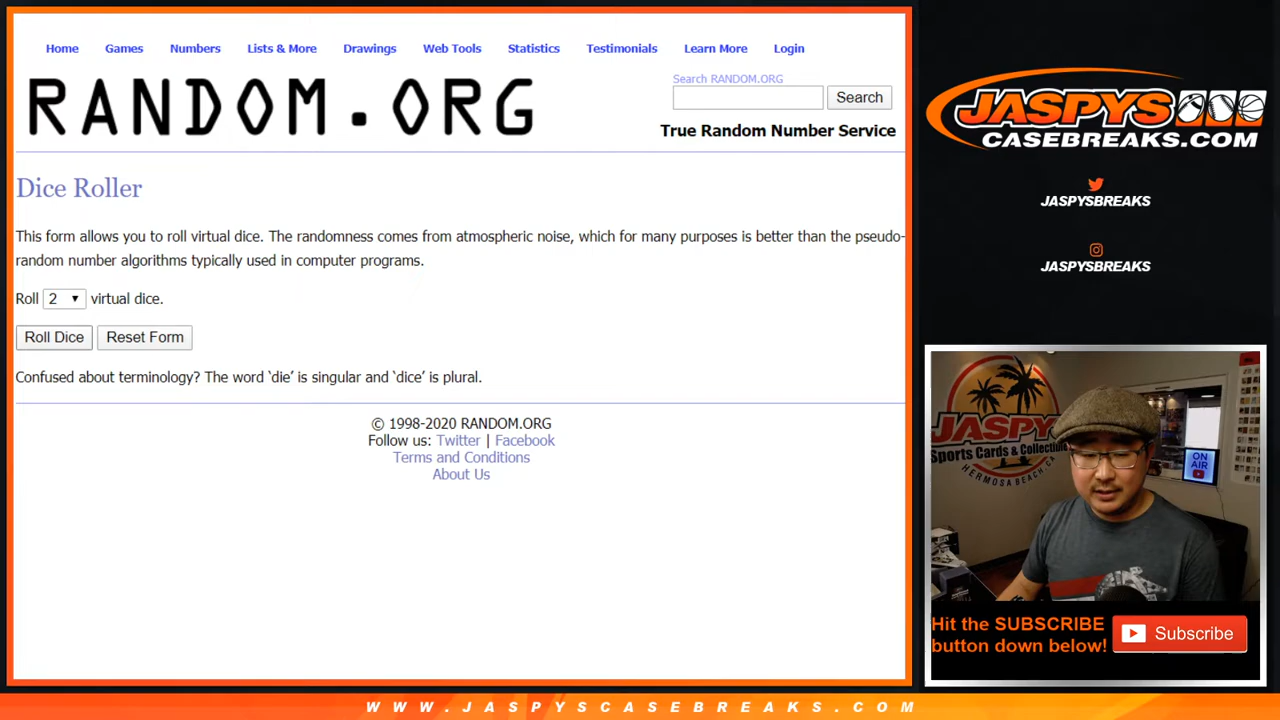 Home Games Numbers Lists & More Drawings Web Tools Statistics Testimonials Learn More Login
RANDOM.ORG
Search RANDOM.ORG
Search
True Random Number Service
Dice Roller
This form allows you to roll virtual dice. The randomness comes from atmospheric noise, which for many purposes is better than the pseudo-
random number algorithms typically used in computer programs.
Roll 2 virtual dice.
Roll Dice Reset Form
Confused about terminology? The word ‘die’ is singular and ‘dice’ is plural.
© 1998-2020 RANDOM.ORG
Follow us: Twitter | Facebook
Terms and Conditions
About Us
JASPYS
CASEBREAKS.COM
JASPYSBREAKS
JASPYSBREAKS
JASPYS
Sports Cards & Collectib
HERMOSA BEACH, CA
ON
AIR
Hit the SUBSCRIBE
button down below!
Subscribe
WWW.JASPYSCASEBREAKS.COM